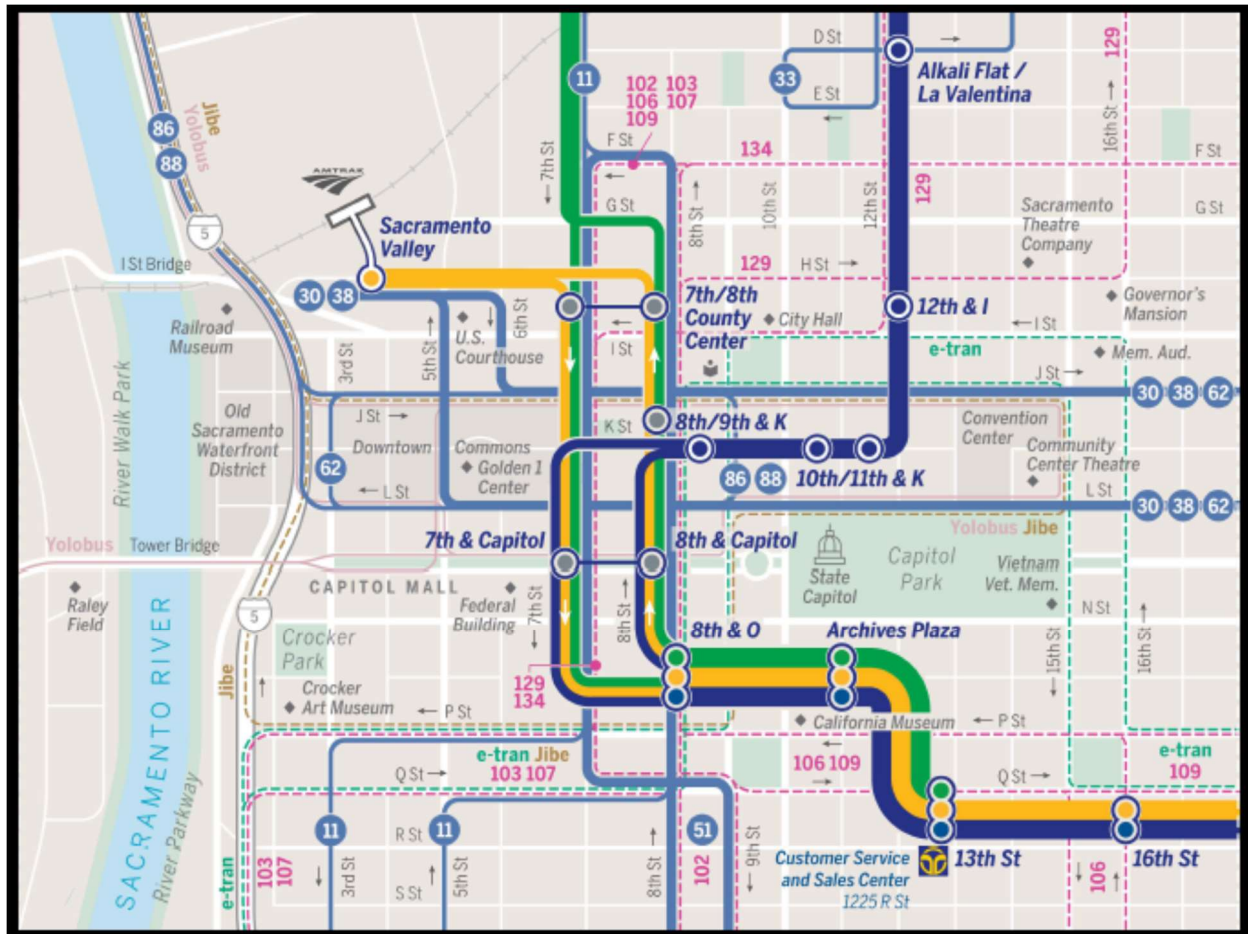 D St
11
33
102 103
106 107
109
E St
Alkali Flat /
La Valentina
129
16th St
Jibe
Yolobus
86
88
7th St
F St
134
F St
AMTRAK
G St
8th St
10th St
12th St
129
Sacramento
Theatre
Company
G St
5
Sacramento
Valley
I St Bridge
129
H St
30 38
6th St
7th/8th
County
Center
City Hall
12th & I
Governor's
Mansion
Railroad
Museum
U.S.
Courthouse
5th St
3rd St
I St
I St
e-tran
Mem. Aud.
J St
30 38 62
River Walk Park
Old
Sacramento
Waterfront
District
J St
Downtown
Commons
Golden 1
Center
K St
8th/9th & K
Convention
Center
Community
Center Theatre
62
L St
86 88
10th/11th & K
L St
30 38 62
Yolobus
Tower Bridge
7th & Capitol
8th & Capitol
Yolobus Jibe
State
Capitol
Capitol
Park
Vietnam
Vet. Mem.
Raley
Field
CAPITOL MALL
Federal
Building
7th St
8th St
N St
5
Crocker
Park
8th & O
Archives Plaza
15th St
16th St
Jibe
Crocker
Art Museum
129
134
P St
California Museum
P St
SACRAMENTO RIVER
River Parkway
e-tran Jibe
103 107
Q St
106 109
Q St
e-tran
109
11
R St
11
51
e-tran
103
107
3rd St
S St
5th St
8th St
102
9th St
Customer Service
and Sales Center
1225 R St
13th St
106
16th St